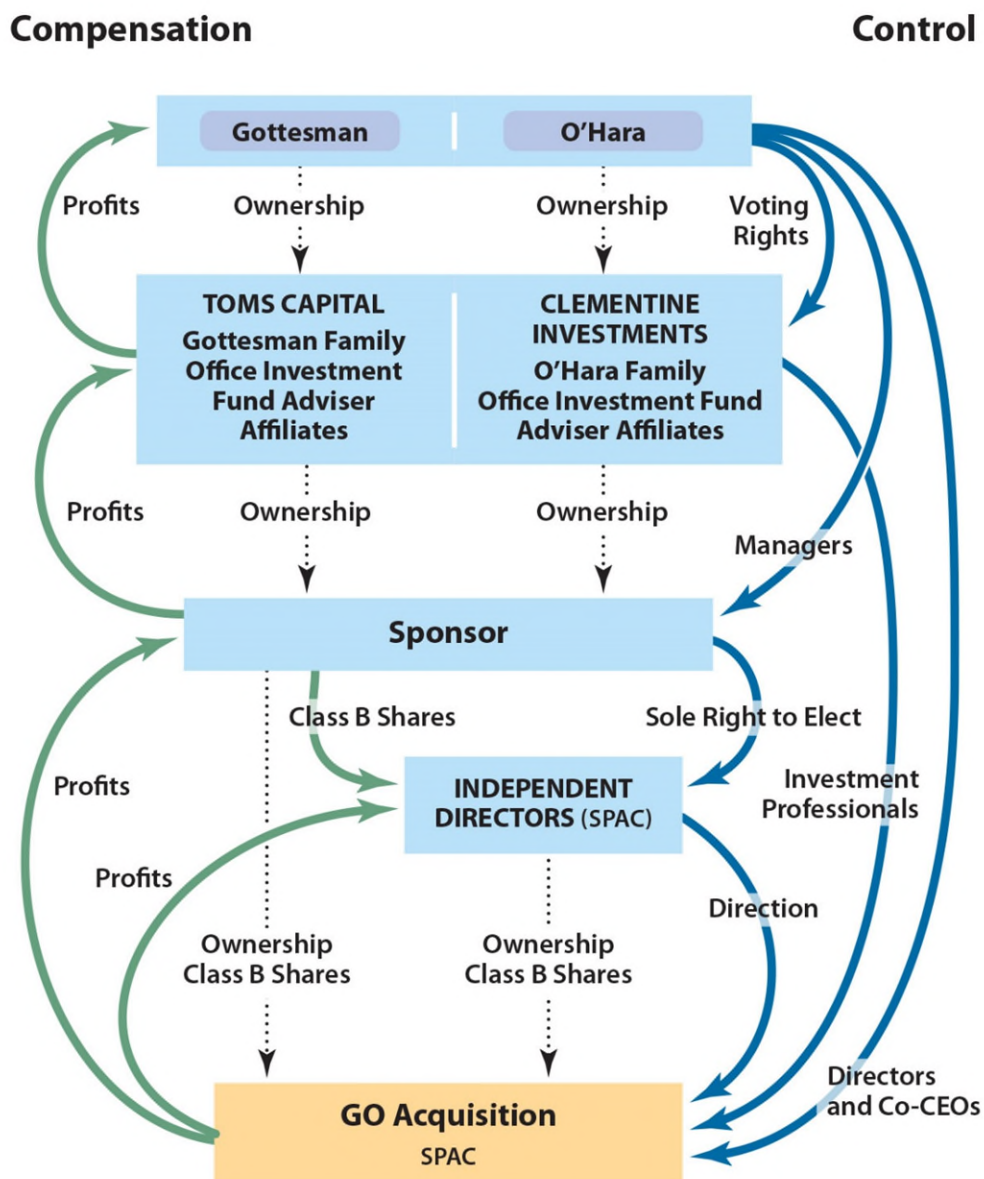 Compensation
Control
Gottesman
O'Hara
Profits
Ownership
Ownership
Voting
Rights
TOMS CAPITAL
Gottesman Family
Office Investment
Fund Adviser
Affiliates
CLEMENTINE
INVESTMENTS
O'Hara Family
Office Investment Fund
Adviser Affiliates
Profits
Ownership
Ownership
Managers
Sponsor
Class B Shares
Sole Right to Elect
Profits
INDEPENDENT
DIRECTORS (SPAC)
Investment
Professionals
Profits
Direction
Ownership
Class B Shares
Ownership
Class B Shares
Directors
and Co-CEOs
GO Acquisition
SPAC